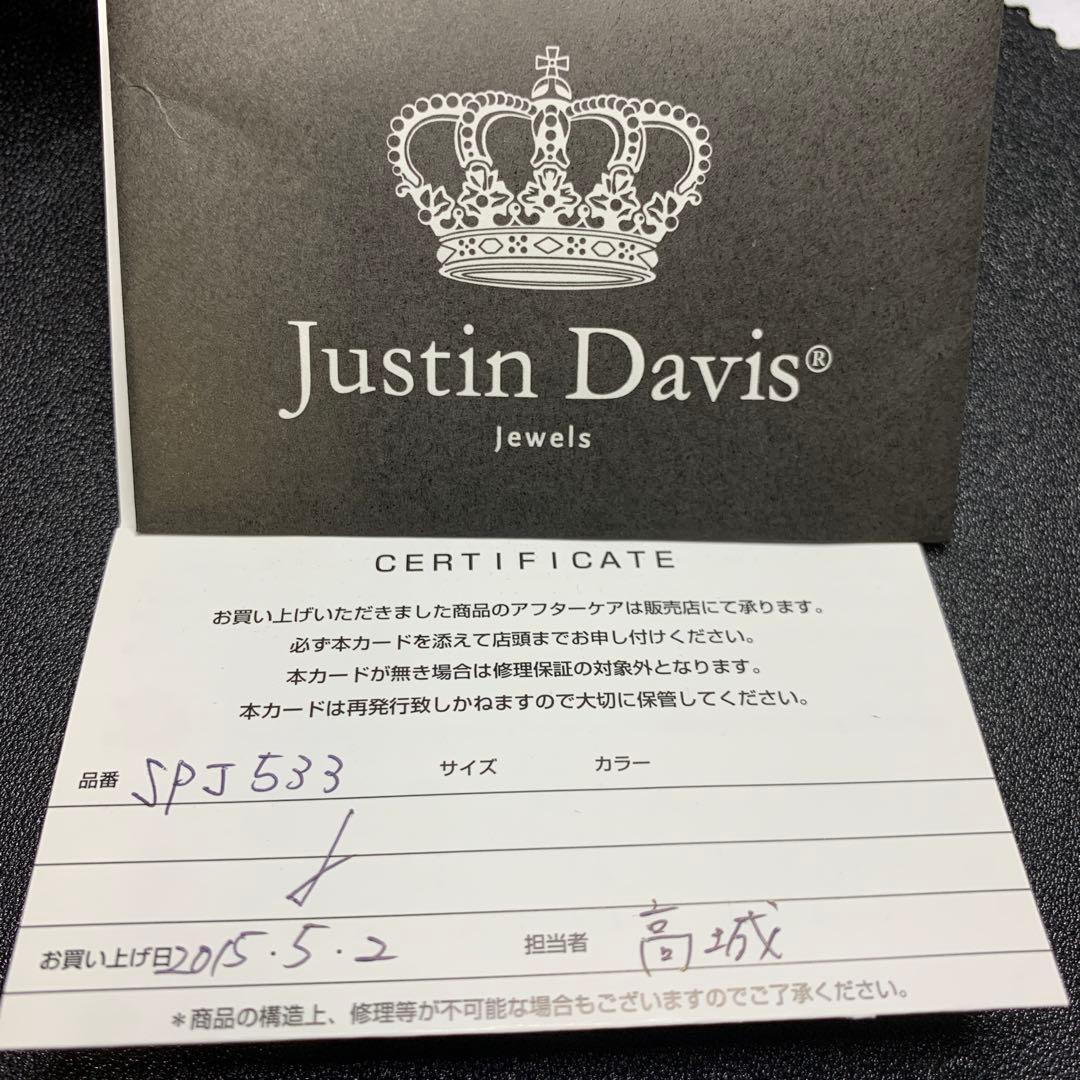 Justin Davis®
Jewels
CERTIFICATE
お買い上げいただきました商品のアフターケアは販売店にて承ります。
必ず本カードを添えて店頭までお申し付けください。
本カードが無き場合は修理保証の対象外となります。
本カードは再発行致しかねますので大切に保管してください。
品番 SPJ533 サイズ カラー
お買い上げ日 2015.5.2 担当者 高城
*商品の構造上、修理等が不可能な場合もございますのでご了承ください。